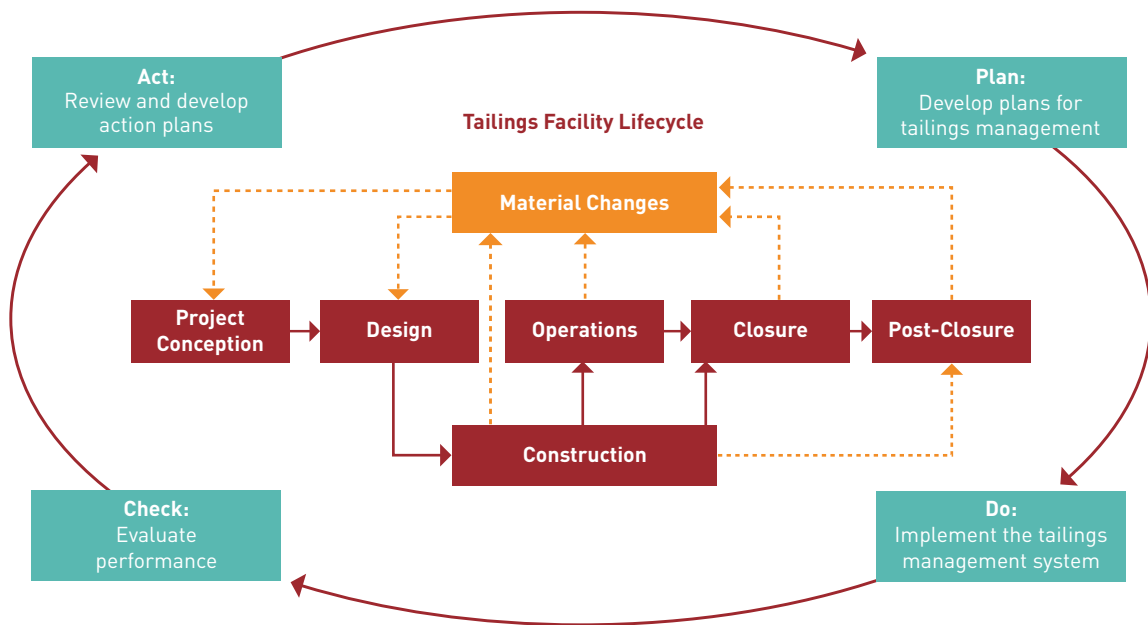 Act:
Review and develop
action plans
Plan:
Develop plans for
tailings management
Tailings Facility Lifecycle
Material Changes
Project
Conception
Design
Operations
Closure
Post-Closure
Construction
Check:
Evaluate
performance
Do:
Implement the tailings
management system